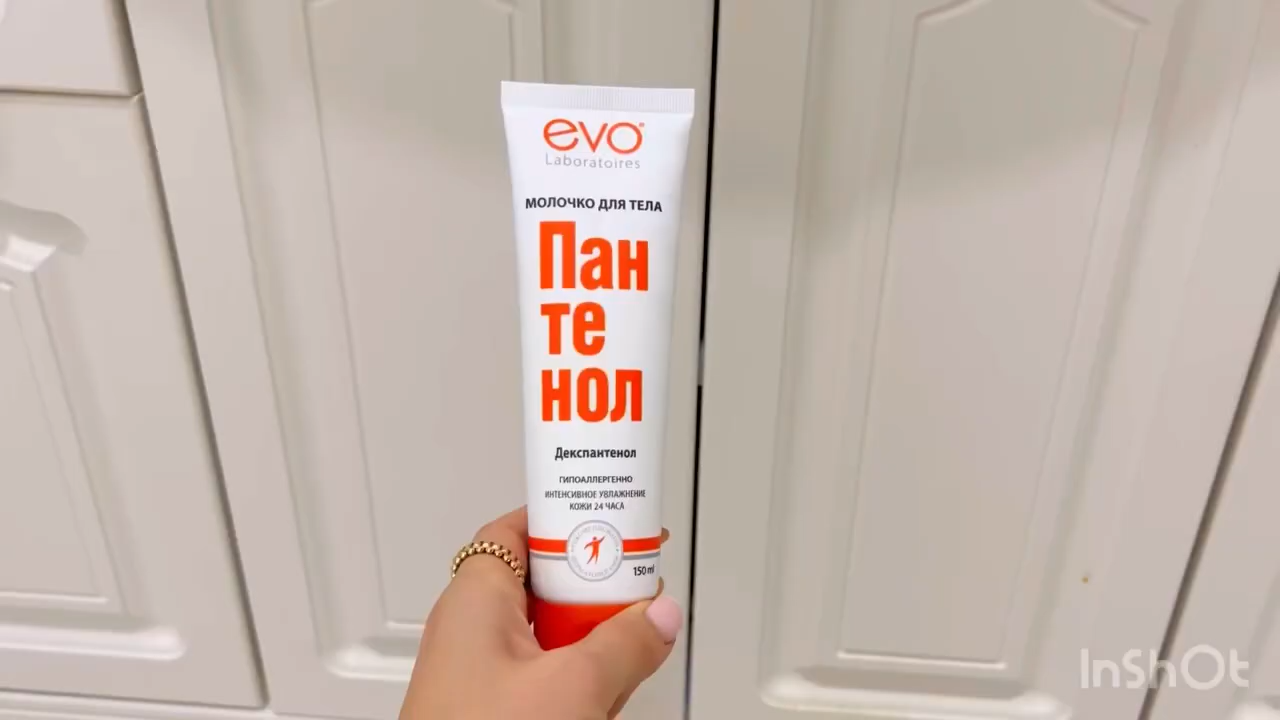 evo
Laboratoires
МОЛОЧКО ДЛЯ ТЕЛА
Пан
те
нол
Декспантенол
ГИПОАЛЛЕРГЕННО
ИНТЕНСИВНОЕ УВЛАЖНЕНИЕ
КОЖИ 24 ЧАСА
150 ml
InShOt